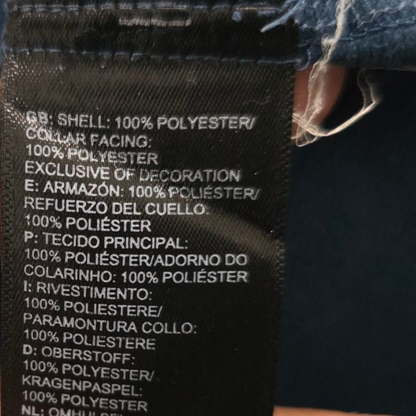 GB: SHELL: 100% POLYESTER/
COLLAR FACING:
100% POLYESTER
EXCLUSIVE OF DECORATION
E: ARMAZÓN: 100% POLIÉSTER/
REFUERZO DEL CUELLO:
100% POLIÉSTER
P: TECIDO PRINCIPAL:
100% POLIÉSTER/ADORNO DO
COLARINHO: 100% POLIÉSTER
I: RIVESTIMENTO:
100% POLIESTERE/
PARAMONTURA COLLO:
100% POLIESTERE
D: OBERSTOFF:
100% POLYESTER/
KRAGENPASPEL:
100% POLYESTER
NL: